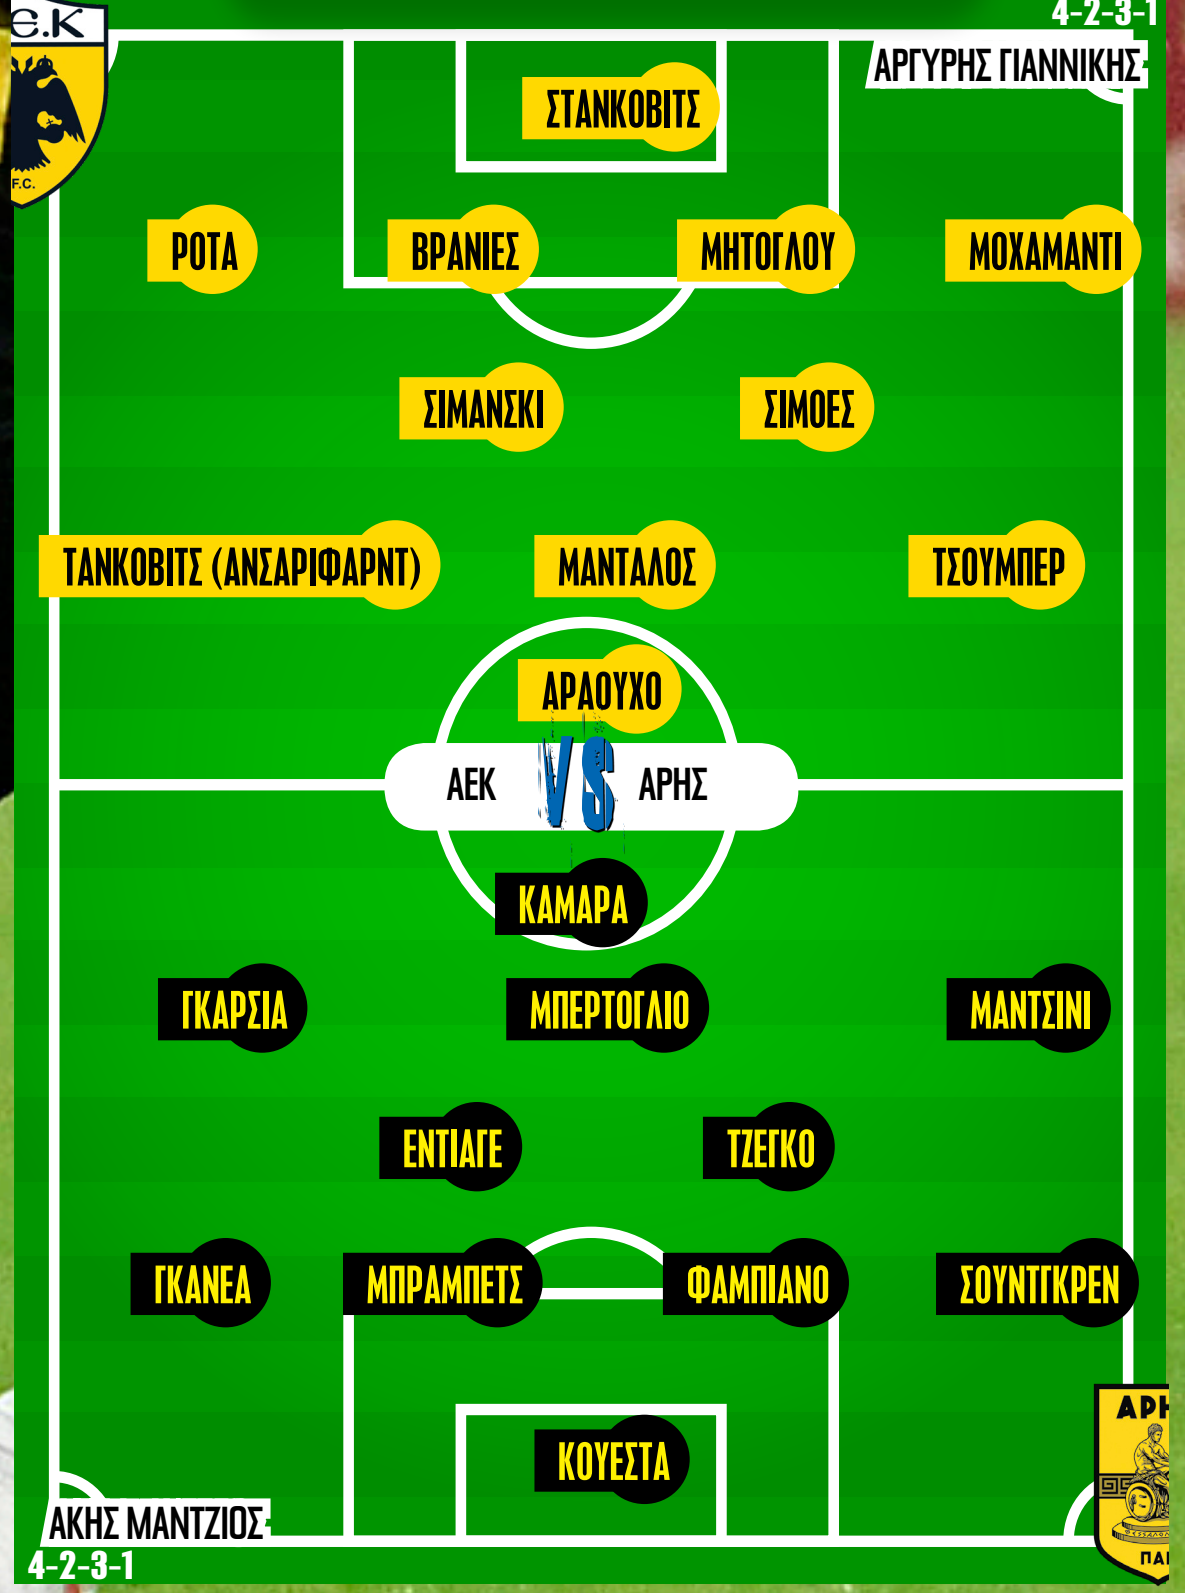 4-2-3-1
ε.Κ
F.C.
ΑΡΓΥΡΗΣ ΓΙΑΝΝΙΚΗΣ
ΣΤΑΝΚΟΒΙΤΣ
ΡΟΤΑ ΒΡΑΝΙΕΣ ΜΗΤΟΓΛΟΥ ΜΟΧΑΜΑΝΤΙ
ΣΙΜΑΝΣΚΙ ΣΙΜΟΕΣ
ΤΑΝΚΟΒΙΤΣ (ΑΝΣΑΡΙΦΑΡΝΤ) ΜΑΝΤΑΛΟΣ ΤΣΟΥΜΠΕΡ
ΑΡΑΟΥΧΟ
ΑΕΚ VS ΑΡΗΣ
ΚΑΜΑΡΑ
ΓΚΑΡΣΙΑ ΜΠΕΡΤΟΓΛΙΟ ΜΑΝΤΣΙΝΙ
ΕΝΤΙΑΓΕ ΤΖΕΓΚΟ
ΓΚΑΝΕΑ ΜΠΡΑΜΠΕΤΣ ΦΑΜΠΙΑΝΟ ΣΟΥΝΤΓΚΡΕΝ
ΚΟΥΕΣΤΑ
ΑΡΗ
ΠΑ
ΑΚΗΣ ΜΑΝΤΖΙΟΣ
4-2-3-1